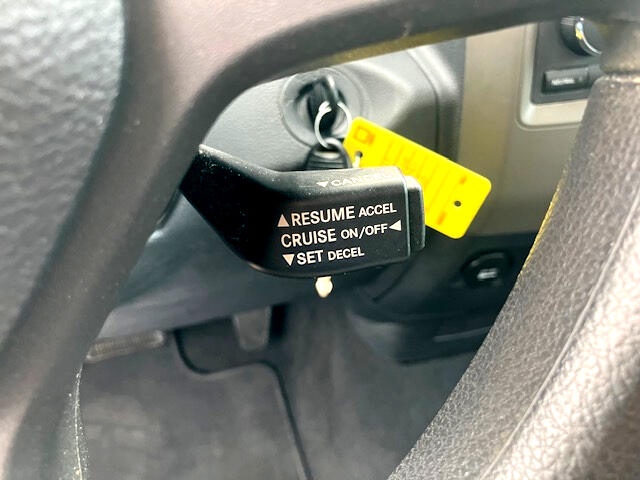 ▲RESUME ACCEL
CRUISE ON/OFF◀
▼SET DECEL